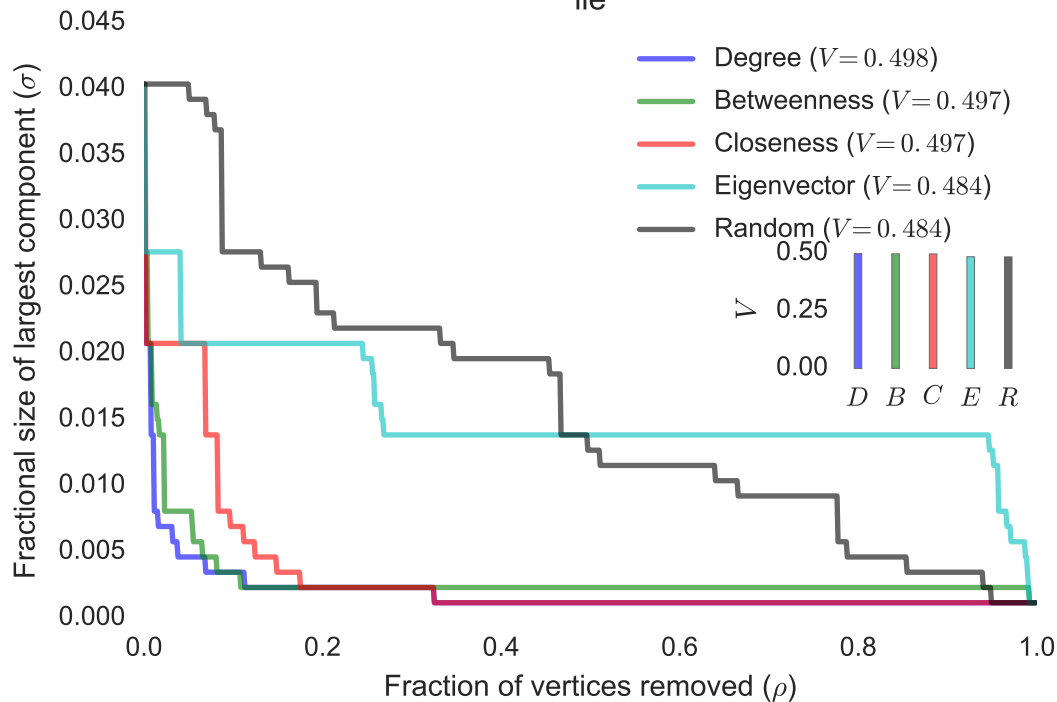 ile
0.045
0.040
0.035
0.030
0.025
0.020
0.015
0.010
0.005
0.000
Fractional size of largest component (σ)
Degree (V= 0. 498)
Betweenness (V= 0. 497)
Closeness (V= 0. 497)
Eigenvector (V= 0. 484)
Random (V= 0. 484)
0.50
0.25
0.00
V
D B C E R
0.0 0.2 0.4 0.6 0.8 1.0
Fraction of vertices removed (ρ)